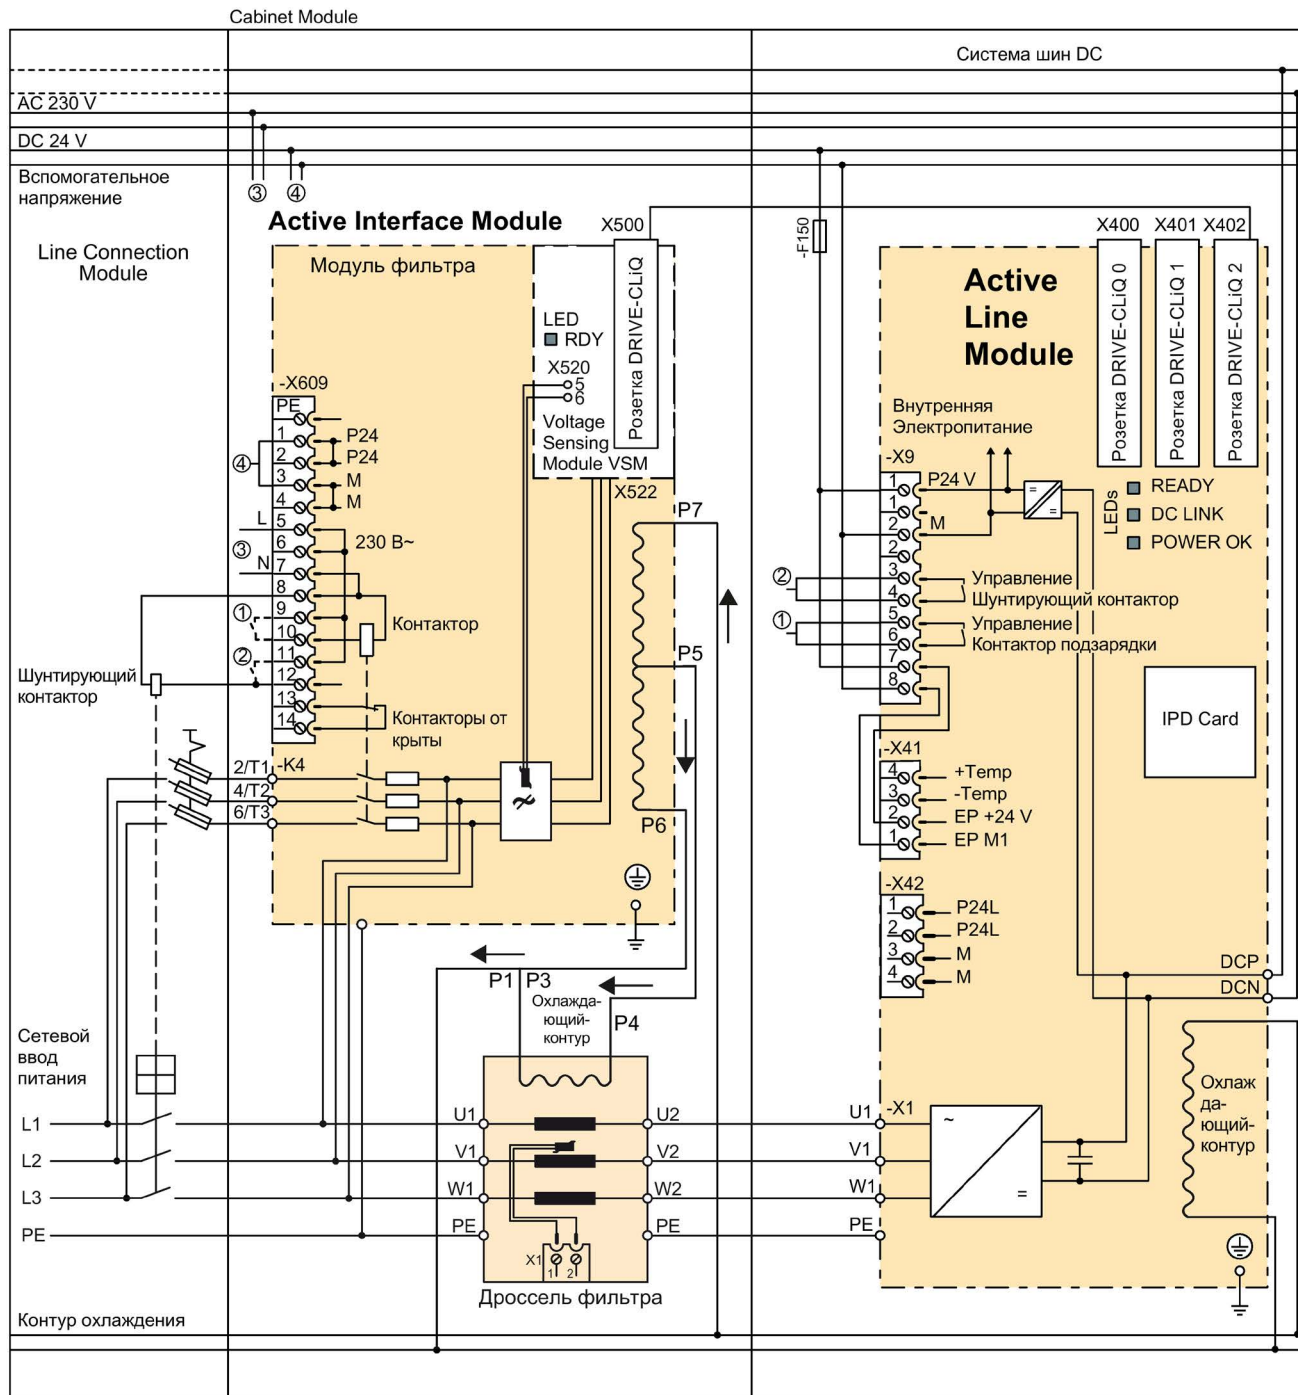 Cabinet Module
Система шин DC
AC 230 V
DC 24 V
Вспомогательное
напряжение
③
④
Line Connection
Module
Active Interface Module
Модуль фильтра
X500
Розетка DRIVE-CLiQ
LED
RDY
X520
5
6
Voltage
Sensing
Module VSM
X522
-X609
PE
1
P24
2
P24
④
3
M
4
M
L
5
③
6
230 В~
N
7
8
①
9
10
Контактор
②
11
12
13
14
Контакторы от
крыты
Шунтирующий
контактор
2/T1
-K4
4/T2
6/T3
P7
P5
P6
P1
P3
Охлажда-
ющий-
контур
P4
-F150
X400
X401
X402
Розетка DRIVE-CLiQ 0
Розетка DRIVE-CLiQ 1
Розетка DRIVE-CLiQ 2
Active
Line
Module
Внутренняя
Электропитание
LEDs
READY
DC LINK
POWER OK
-X9
1
P24 V
1
2
M
2
②
3
Управление
4
Шунтирующий контактор
①
5
Управление
6
Контактор подзарядки
7
8
IPD Card
-X41
4
+Temp
3
-Temp
2
EP +24 V
1
EP M1
-X42
1
P24L
2
P24L
3
M
4
M
DCP
DCN
Сетевой
ввод
питания
L1
L2
L3
PE
U1
U2
V1
V2
W1
W2
PE
PE
X1
1
2
Дроссель фильтра
U1
-X1
V1
W1
PE
~
=
Охлаж
да-
ющий-
контур
Контур охлаждения